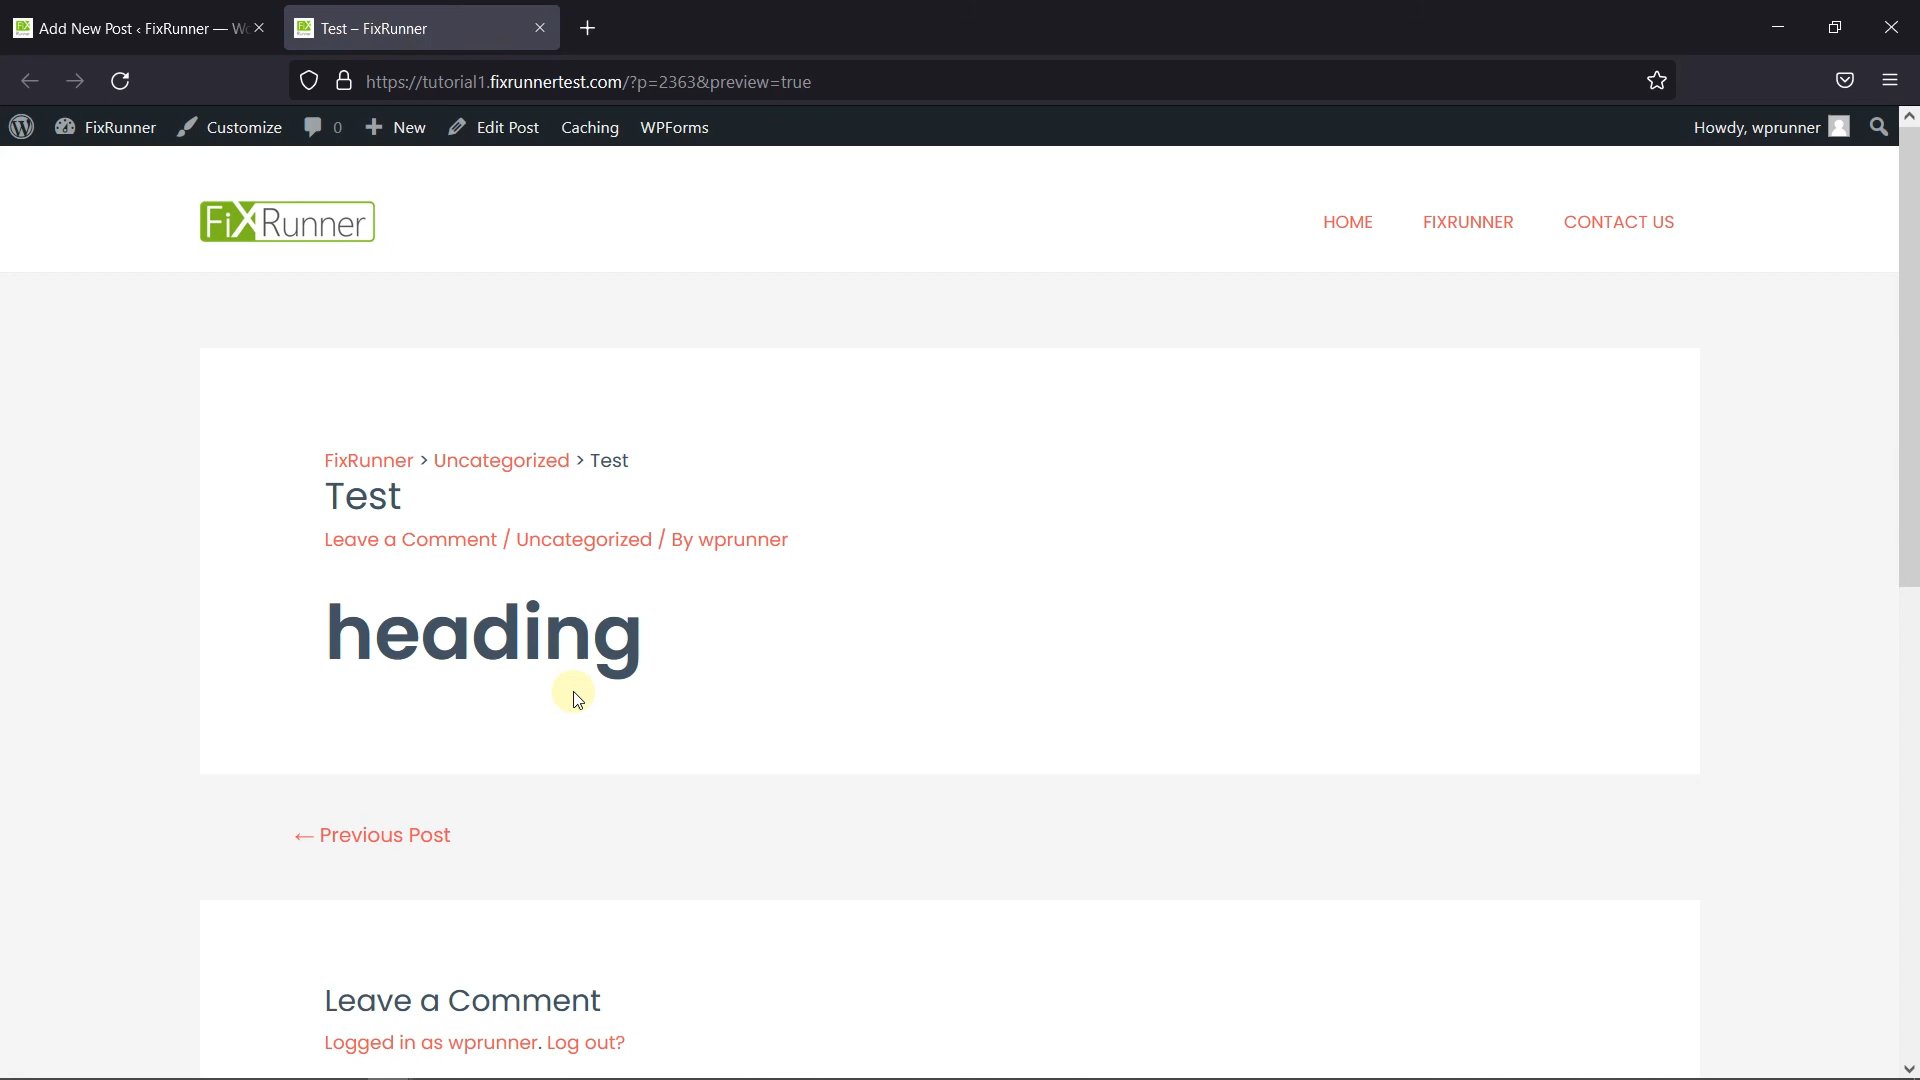 Add New Post ‹ FixRunner — Wo
Test – FixRunner
https://tutorial1.fixrunnertest.com/?p=2363&preview=true
FixRunner Customize 0 New Edit Post Caching WPForms Howdy, wprunner
FiXRunner
HOME FIXRUNNER CONTACT US
FixRunner > Uncategorized > Test
Test
Leave a Comment / Uncategorized / By wprunner
heading
← Previous Post
Leave a Comment
Logged in as wprunner. Log out?